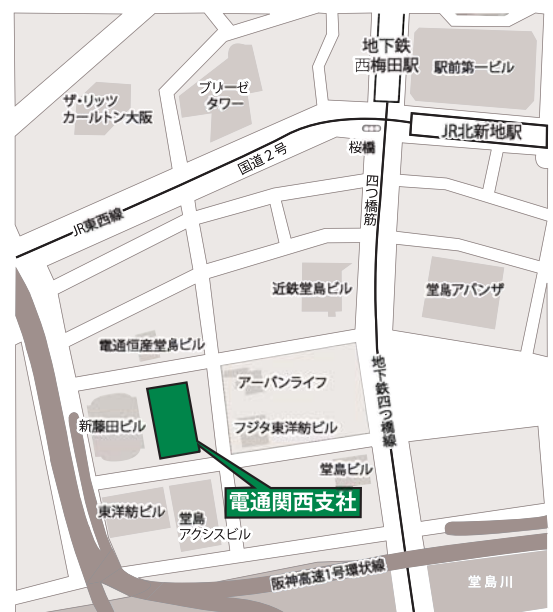 地下鉄
西梅田駅
駅前第一ビル
ブリーゼ
タワー
ザ・リッツ
カールトン大阪
JR北新地駅
桜橋
国道2号
四つ橋筋
JR東西線
近鉄堂島ビル
堂島アバンザ
電通恒産堂島ビル
地下鉄四つ橋線
アーバンライフ
新藤田ビル
フジタ東洋紡ビル
堂島ビル
電通関西支社
東洋紡ビル
堂島
アクシスビル
阪神高速1号環状線
堂島川